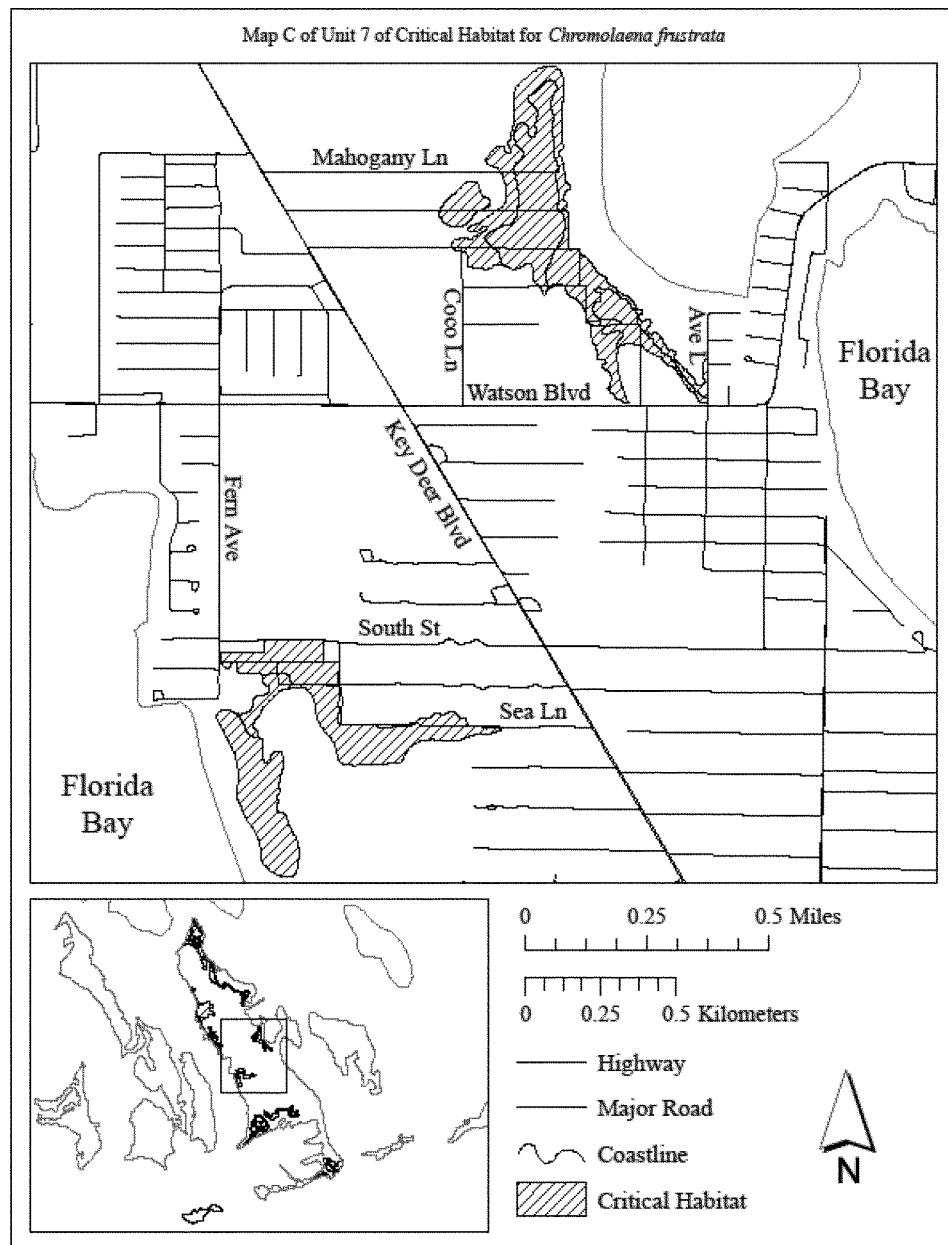 Map C of Unit 7 of Critical Habitat for Chromolaena frustrata
Mahogany Ln
Coco Ln
Ave L
Florida
Bay
Watson Blvd
Key Deer Blvd
Fern Ave
South St
Sea Ln
Florida
Bay
0 0.25 0.5 Miles
0 0.25 0.5 Kilometers
Highway
Major Road
Coastline
Critical Habitat
N